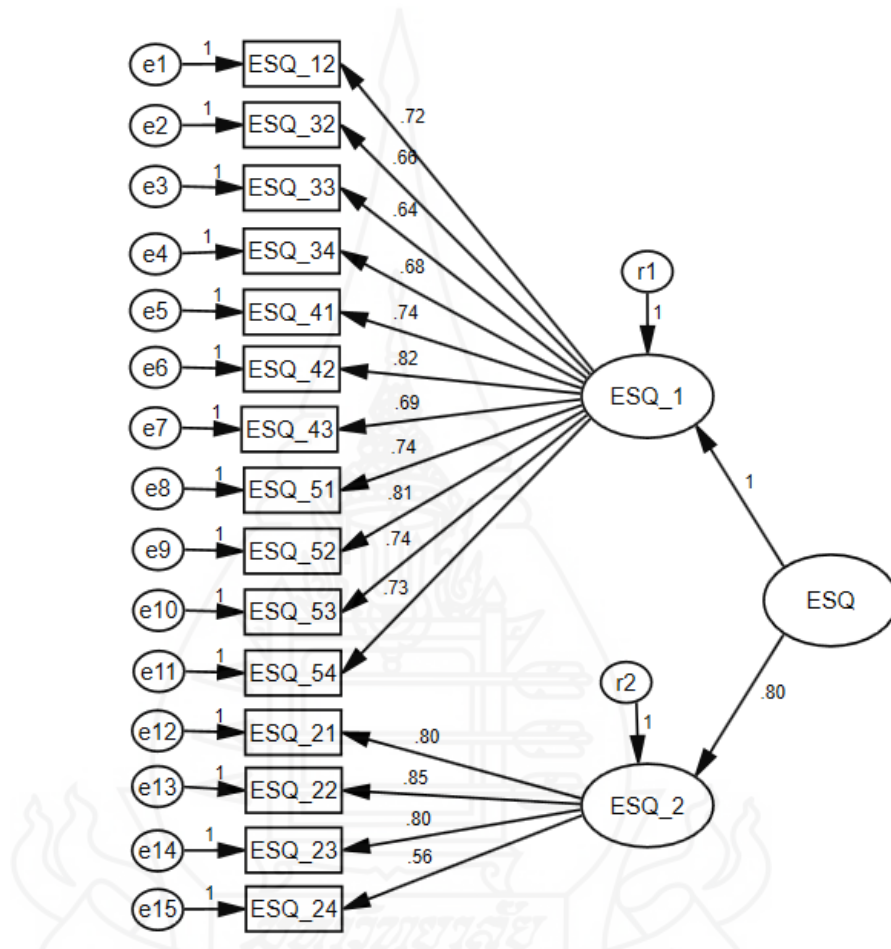 e1 1 ESQ_12
.72
e2 1 ESQ_32
.66
e3 1 ESQ_33
.64
e4 1 ESQ_34
.68
r1
e5 1 ESQ_41
.74
1
e6 1 ESQ_42
.82
ESQ_1
e7 1 ESQ_43
.69
e8 1 ESQ_51
.74
1
e9 1 ESQ_52
.81
.74
e10 1 ESQ_53
.73
ESQ
e11 1 ESQ_54
r2
.80
e12 1 ESQ_21
.80
1
e13 1 ESQ_22
.85
ESQ_2
e14 1 ESQ_23
.80
.56
e15 1 ESQ_24